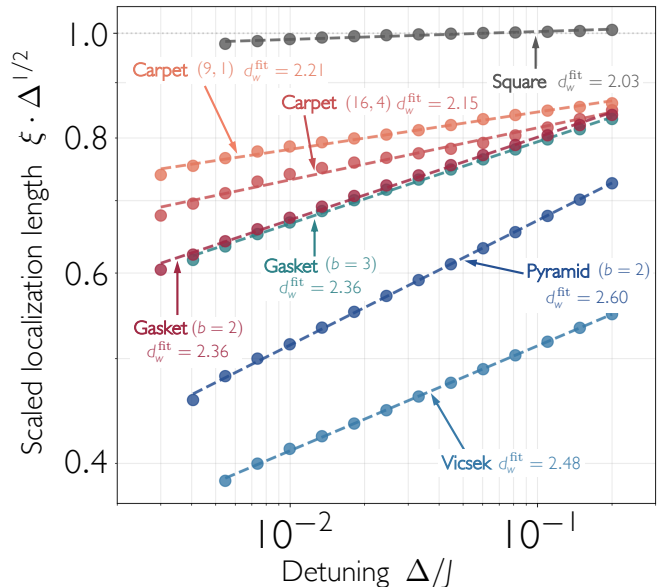 1.0
0.8
0.6
0.4
Scaled localization length ξ · Δ^{1/2}
Carpet (9, 1) d_w^{fit} = 2.21
Carpet (16, 4) d_w^{fit} = 2.15
Square d_w^{fit} = 2.03
Gasket (b = 3)
d_w^{fit} = 2.36
Pyramid (b = 2)
d_w^{fit} = 2.60
Gasket (b = 2)
d_w^{fit} = 2.36
Vicsek d_w^{fit} = 2.48
10^{-2}
10^{-1}
Detuning Δ/J